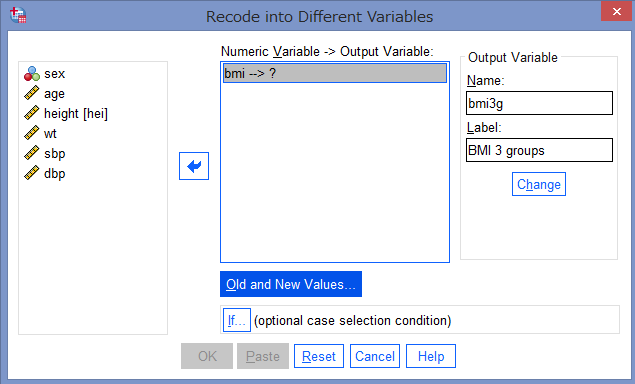 Recode into Different Variables
Numeric Variable -> Output Variable:
sex
age
height [hei]
wt
sbp
dbp
bmi --> ?
Output Variable
Name:
bmi3g
Label:
BMI 3 groups
Change
Old and New Values...
If... (optional case selection condition)
OK Paste Reset Cancel Help